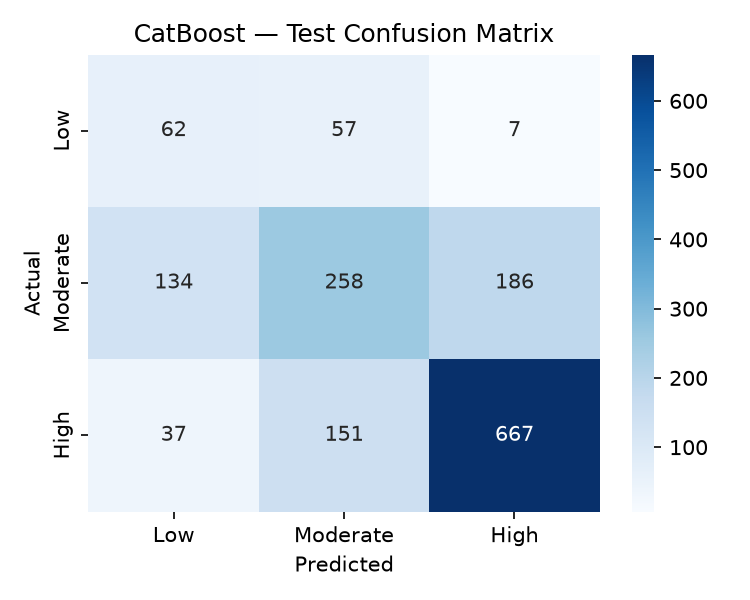 CatBoost — Test Confusion Matrix
Low
62 57 7
Actual
Moderate
134 258 186
High
37 151 667
Low Moderate High
Predicted
600
500
400
300
200
100